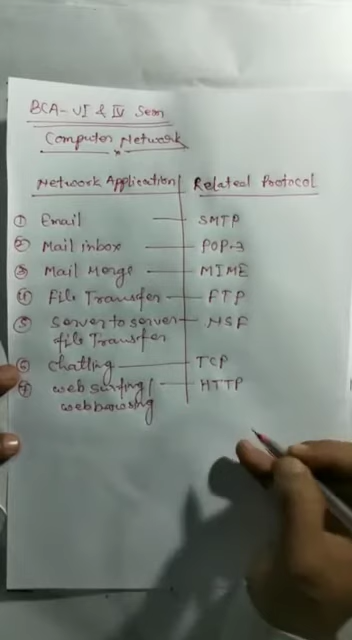 BCA - VI & IV Sem
Computer Network
Network Application Related Protocol
① Email — SMTP
② Mail inbox — POP-3
③ Mail Merge — MIME
④ File Transfer — FTP
⑤ Server to server — NSF
file Transfer
⑥ Chatting — TCP
⑦ web surfing/ — HTTP
webbrowsing